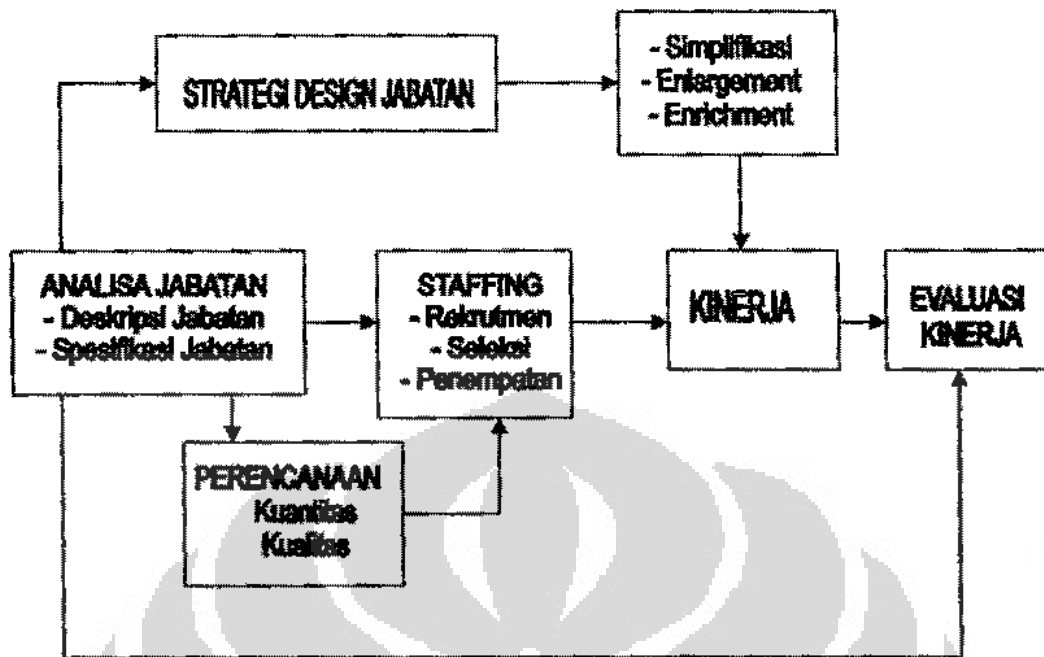 STRATEGI DESIGN JABATAN
- Simplifikasi
- Enlargement
- Enrichment
ANALISA JABATAN
- Deskripsi Jabatan
- Spesifikasi Jabatan
STAFFING
- Rekrutmen
- Seleksi
- Penempatan
KINERJA
EVALUASI
KINERJA
PERENCANAAN
Kuantitas
Kualitas